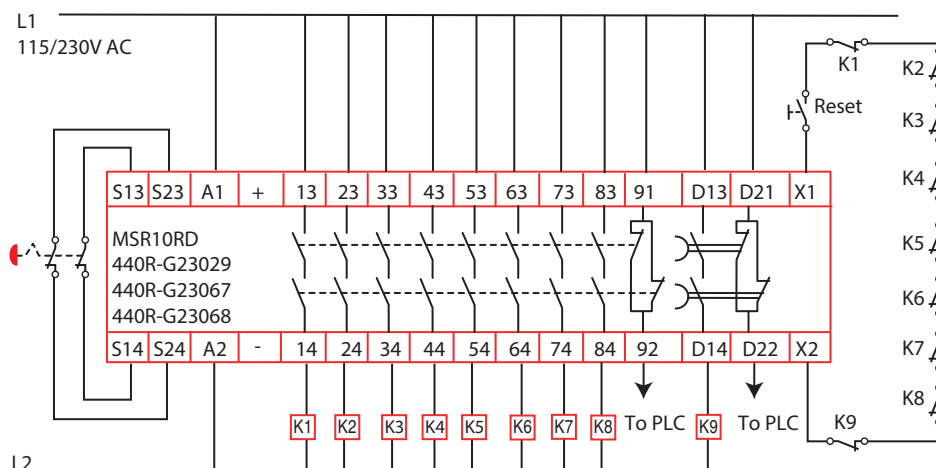 L1
115/230V AC
K1
K2
Reset
K3
K4
K5
K6
K7
K8
K9
S13 S23 A1 + 13 23 33 43 53 63 73 83 91 D13 D21 X1
MSR10RD
440R-G23029
440R-G23067
440R-G23068
S14 S24 A2 - 14 24 34 44 54 64 74 84 92 D14 D22 X2
K1 K2 K3 K4 K5 K6 K7 K8 To PLC K9 To PLC
L2